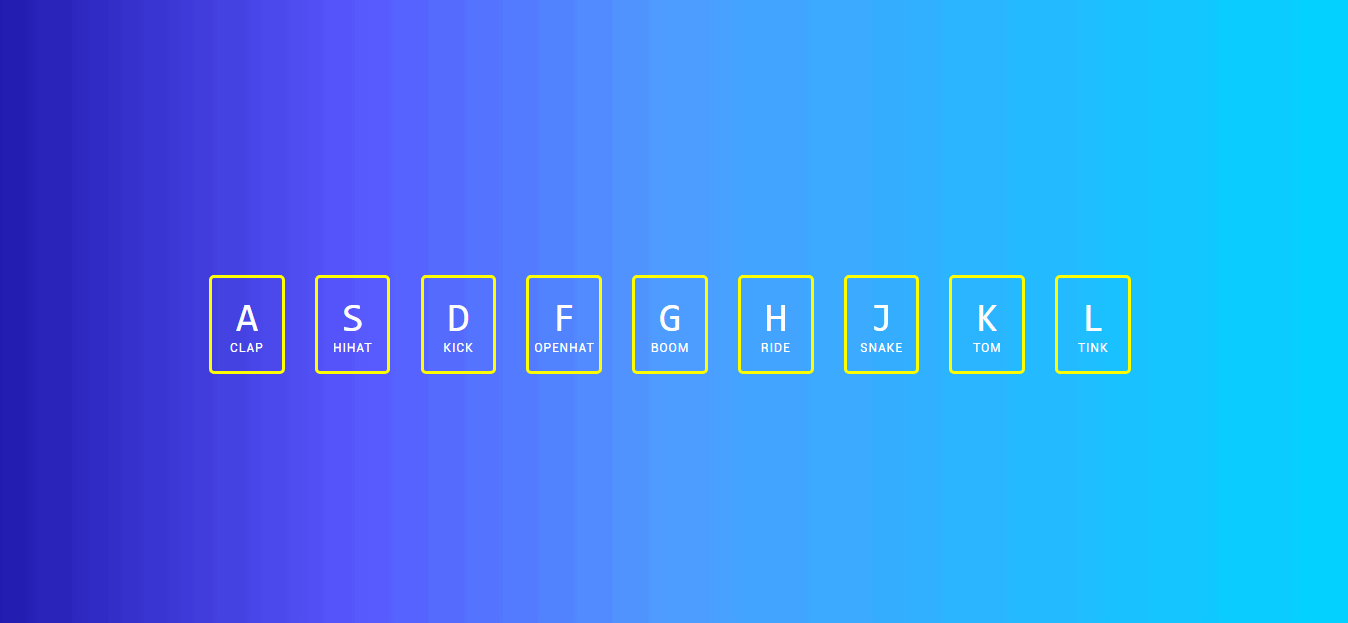 A S D F G H J K L
CLAP HIHAT KICK OPENHAT BOOM RIDE SNAKE TOM TINK